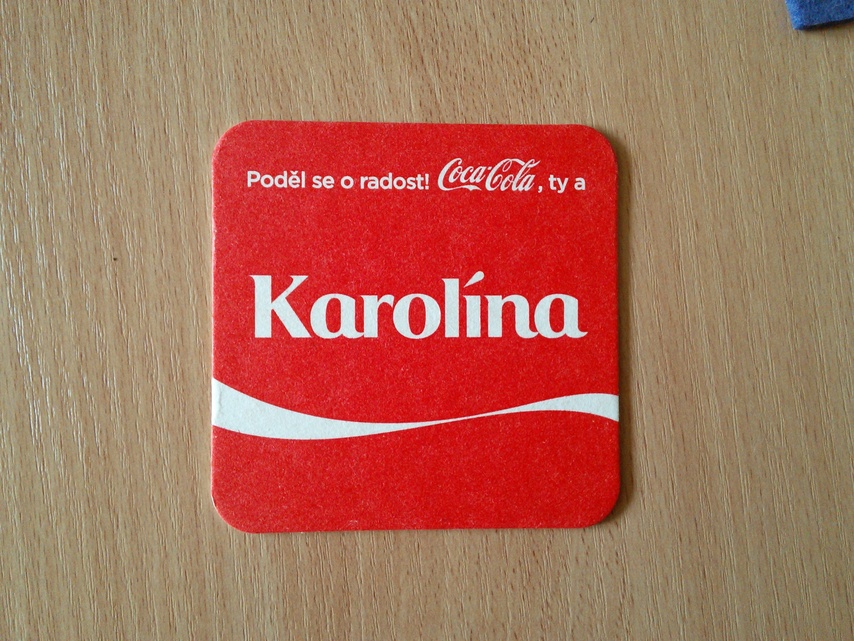 Poděl se o radost! Coca-Cola, ty a
Karolína